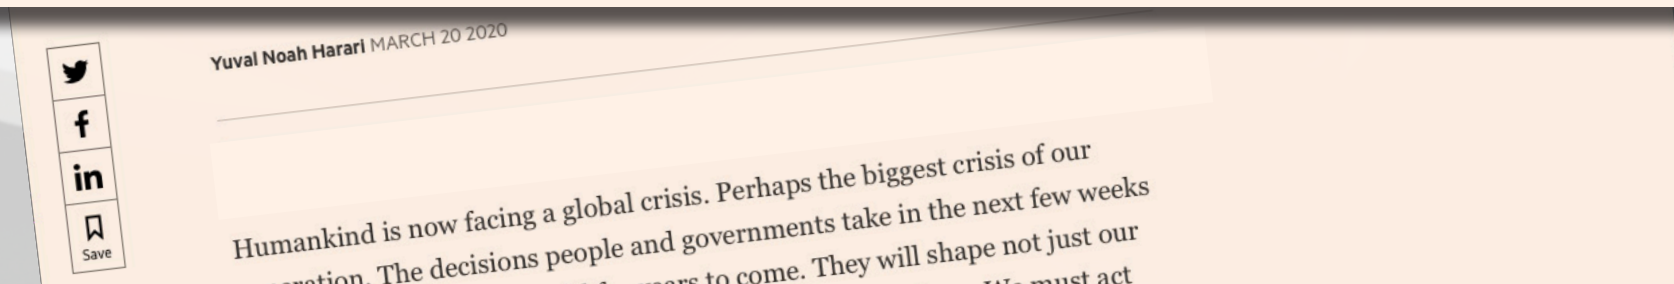 Yuval Noah Harari MARCH 20 2020
Save
Humankind is now facing a global crisis. Perhaps the biggest crisis of our
The decisions people and governments take in the next few weeks
to come. They will shape not just our
must act